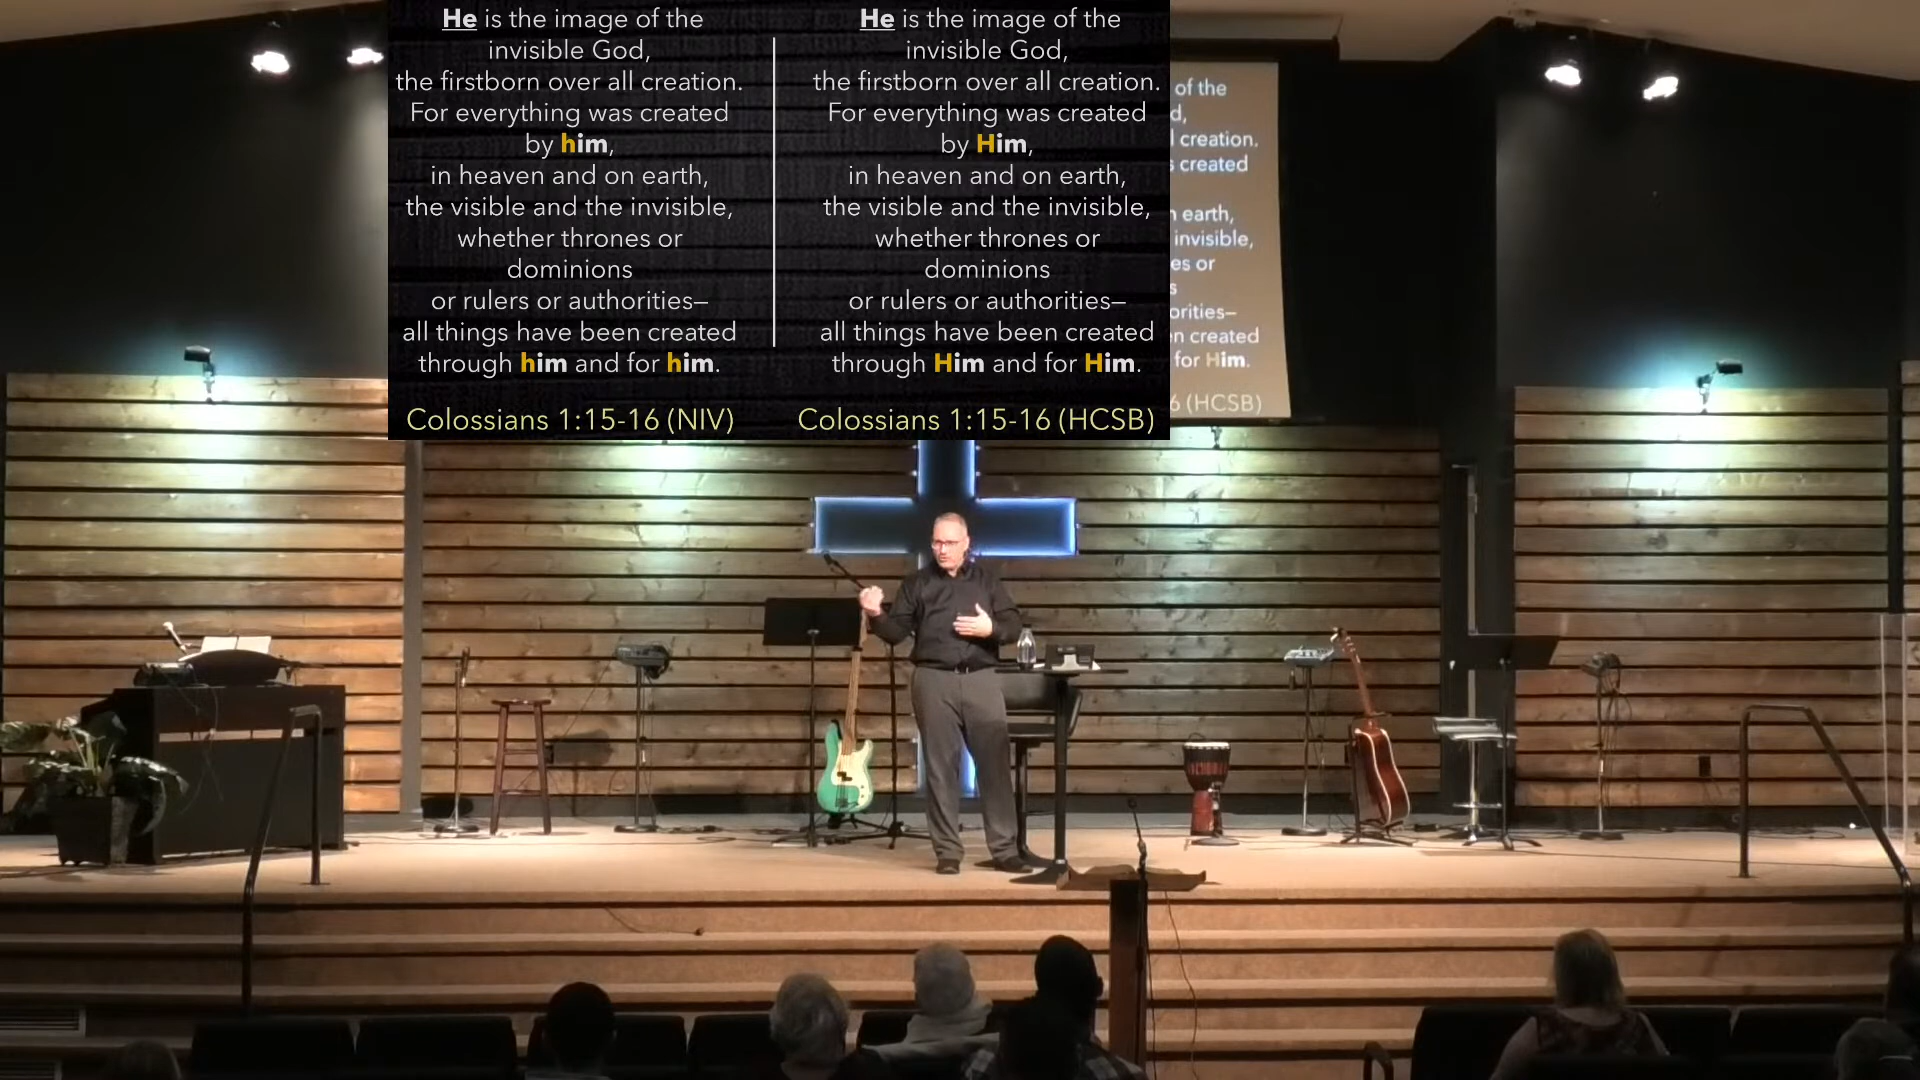 He is the image of the
invisible God,
the firstborn over all creation.
For everything was created
by him,
in heaven and on earth,
the visible and the invisible,
whether thrones or
dominions
or rulers or authorities—
all things have been created
through him and for him.
Colossians 1:15-16 (NIV)
He is the image of the
invisible God,
the firstborn over all creation.
For everything was created
by Him,
in heaven and on earth,
the visible and the invisible,
whether thrones or
dominions
or rulers or authorities—
all things have been created
through Him and for Him.
Colossians 1:15-16 (HCSB)
of the
d,
creation.
created
earth,
invisible,
es or
s
orities—
n created
for Him.
6 (HCSB)